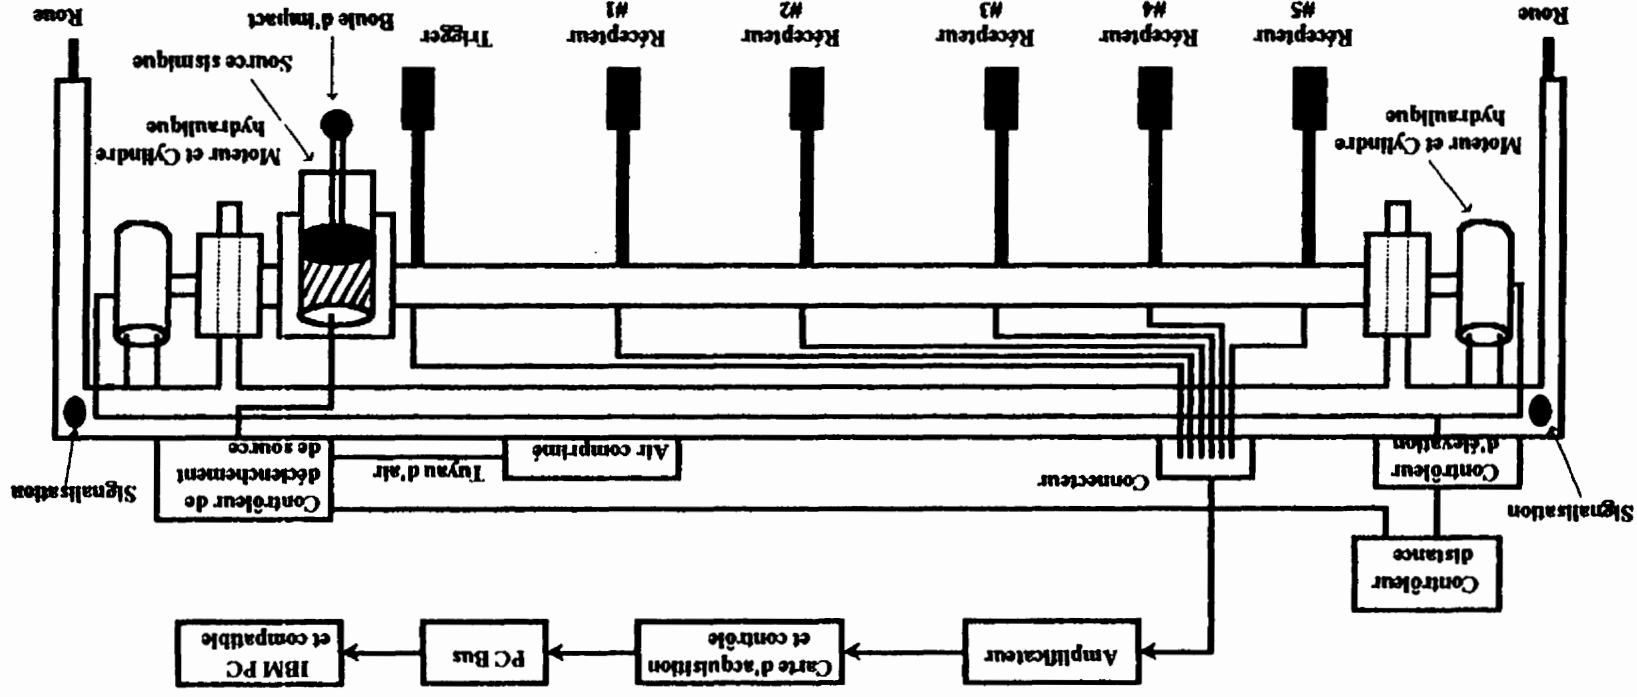 Amplificateur
Carte d'acquisition
et contrôle
PC Bus
IBM PC
et compatible
Contrôleur
distance
Signalisation
Contrôleur
d'élevation
Connecteur
Air comprimé
Tuyau d'air
Contrôleur de
déclenchement
de source
Signalisation
Moteur et Cylindre
hydraulique
Moteur et Cylindre
hydraulique
Source sismique
Roue
Récepteur
#5
Récepteur
#4
Récepteur
#3
Récepteur
#2
Récepteur
#1
Trigger
Boule d'impact
Roue